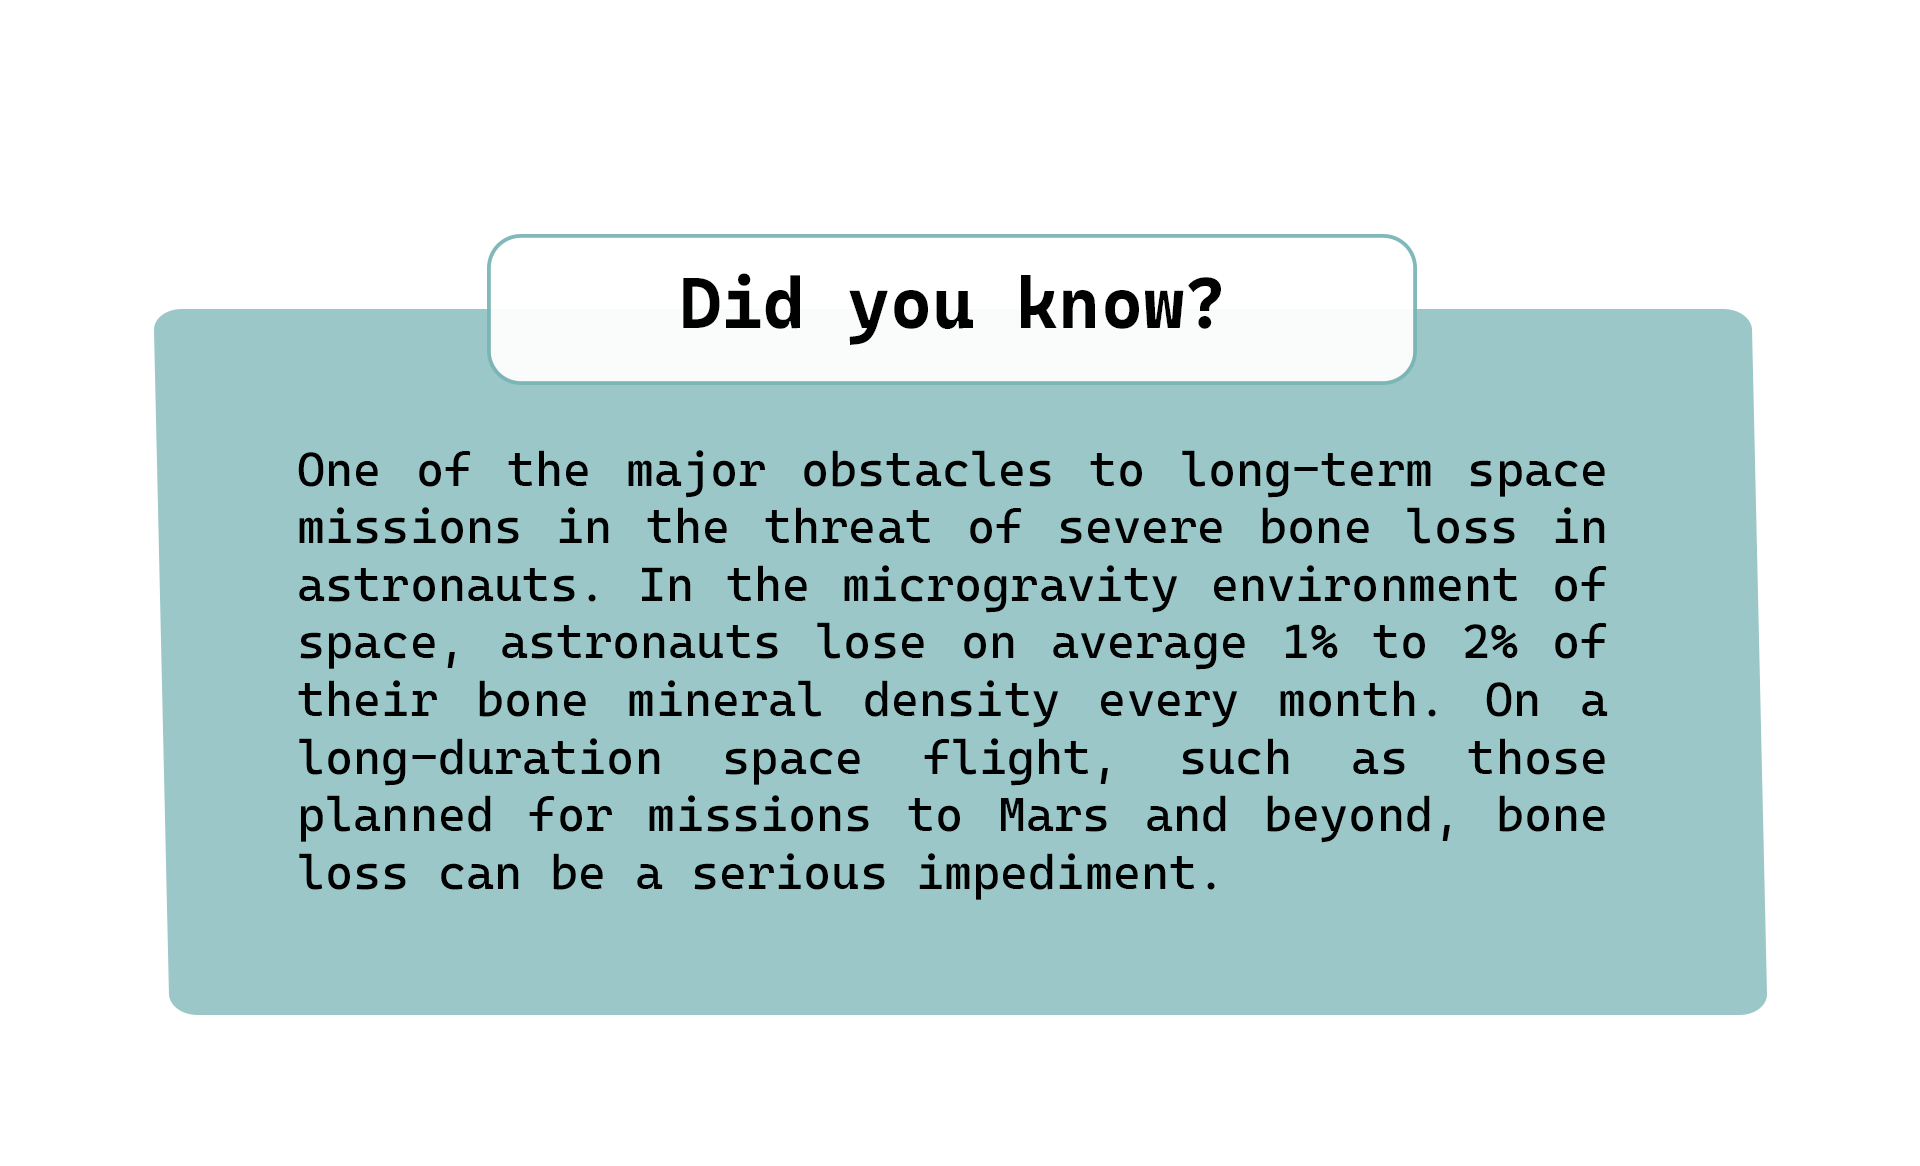 Did you know?
One of the major obstacles to long-term space
missions in the threat of severe bone loss in
astronauts. In the microgravity environment of
space, astronauts lose on average 1% to 2% of
their bone mineral density every month. On a
long-duration space flight, such as those
planned for missions to Mars and beyond, bone
loss can be a serious impediment.